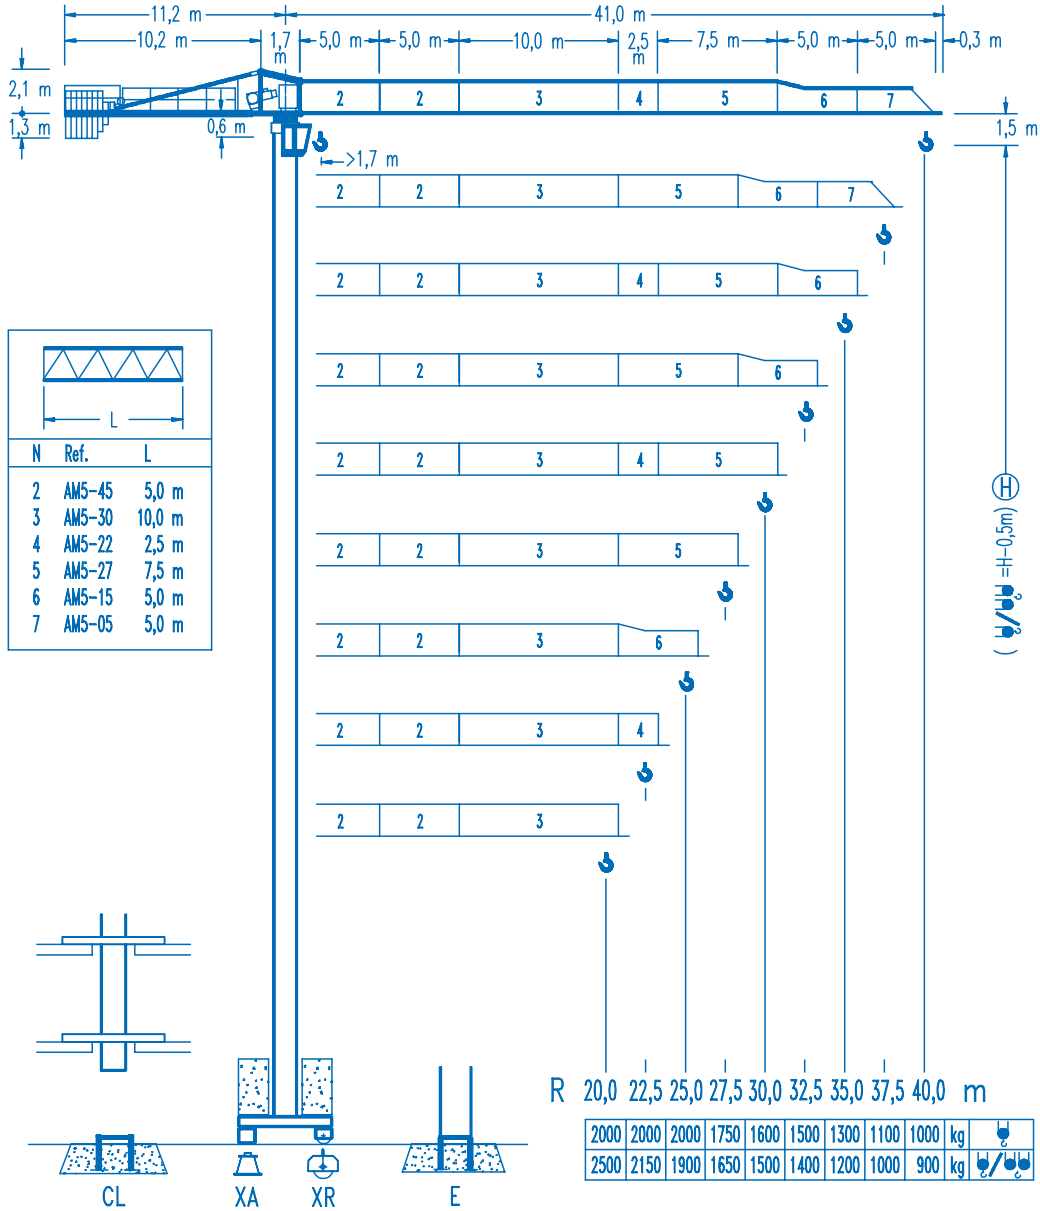 11,2 m 41,0 m
10,2 m 1,7 m 5,0 m 5,0 m 10,0 m 2,5 m 7,5 m 5,0 m 5,0 m 0,3 m
2,1 m
2 2 3 4 5 6 7
1,3 m 0,6 m 1,5 m
>1,7 m
2 2 3 5 6 7
2 2 3 4 5 6
2 2 3 5 6
L
N Ref. L
2 AM5-45 5,0 m
3 AM5-30 10,0 m
4 AM5-22 2,5 m
5 AM5-27 7,5 m
6 AM5-15 5,0 m
7 AM5-05 5,0 m
2 2 3 4 5
H
( / =H-0,5m)
2 2 3 5
2 2 3 6
2 2 3 4
2 2 3
R 20,0 22,5 25,0 27,5 30,0 32,5 35,0 37,5 40,0 m
2000 2000 2000 1750 1600 1500 1300 1100 1000 kg
2500 2150 1900 1650 1500 1400 1200 1000 900 kg /
CL XA XR E